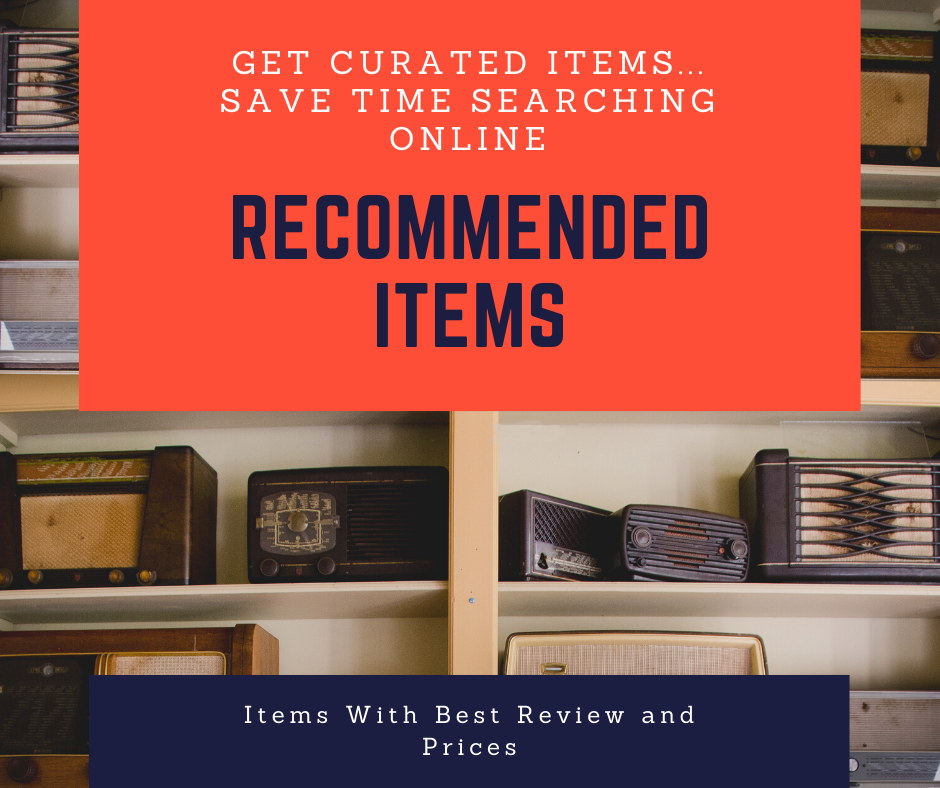 GET CURATED ITEMS...
SAVE TIME SEARCHING
ONLINE
RECOMMENDED
ITEMS
Items With Best Review and
Prices